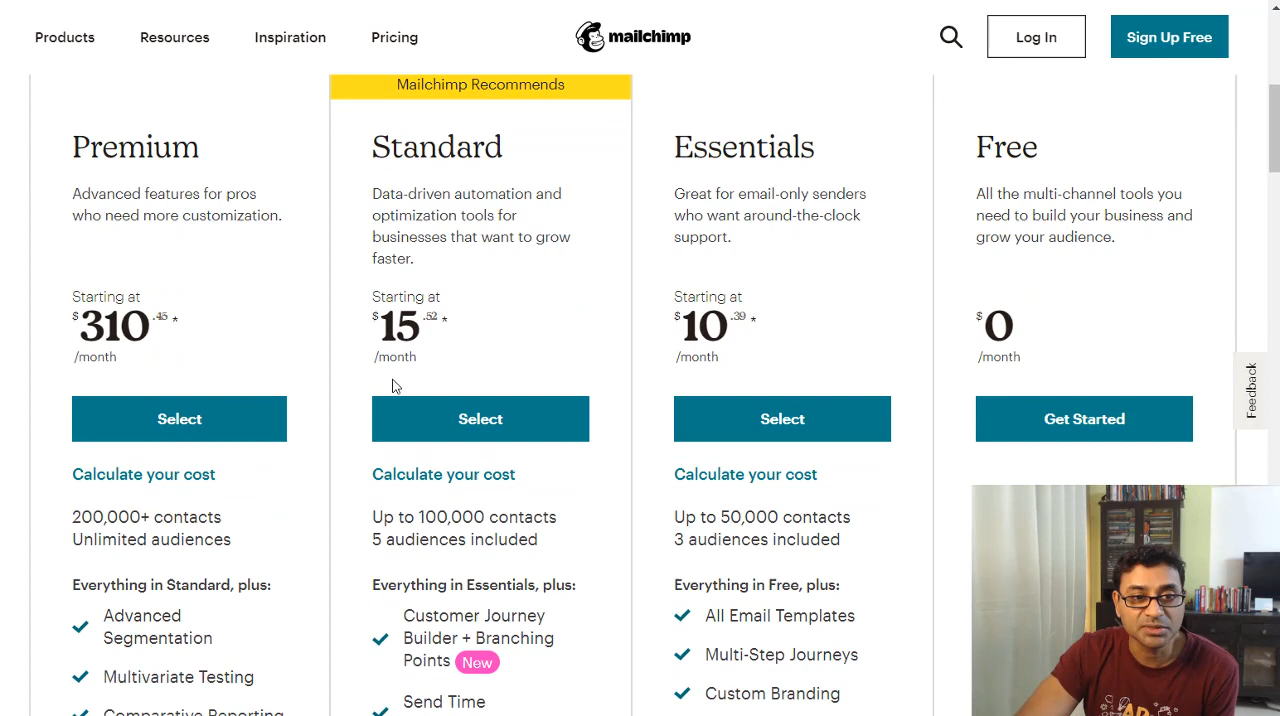 Products
Resources
Inspiration
Pricing
mailchimp
Log In
Sign Up Free
Mailchimp Recommends
Premium
Advanced features for pros
who need more customization.
Starting at
$310.45*
/month
Select
Calculate your cost
200,000+ contacts
Unlimited audiences
Everything in Standard, plus:
Advanced
Segmentation
Multivariate Testing
Comparative Reporting
Standard
Data-driven automation and
optimization tools for
businesses that want to grow
faster.
Starting at
$15.52*
/month
Select
Calculate your cost
Up to 100,000 contacts
5 audiences included
Everything in Essentials, plus:
Customer Journey
Builder + Branching
Points New
Send Time
Essentials
Great for email-only senders
who want around-the-clock
support.
Starting at
$10.39*
/month
Select
Calculate your cost
Up to 50,000 contacts
3 audiences included
Everything in Free, plus:
All Email Templates
Multi-Step Journeys
Custom Branding
Free
All the multi-channel tools you
need to build your business and
grow your audience.
$0
/month
Get Started
Feedback